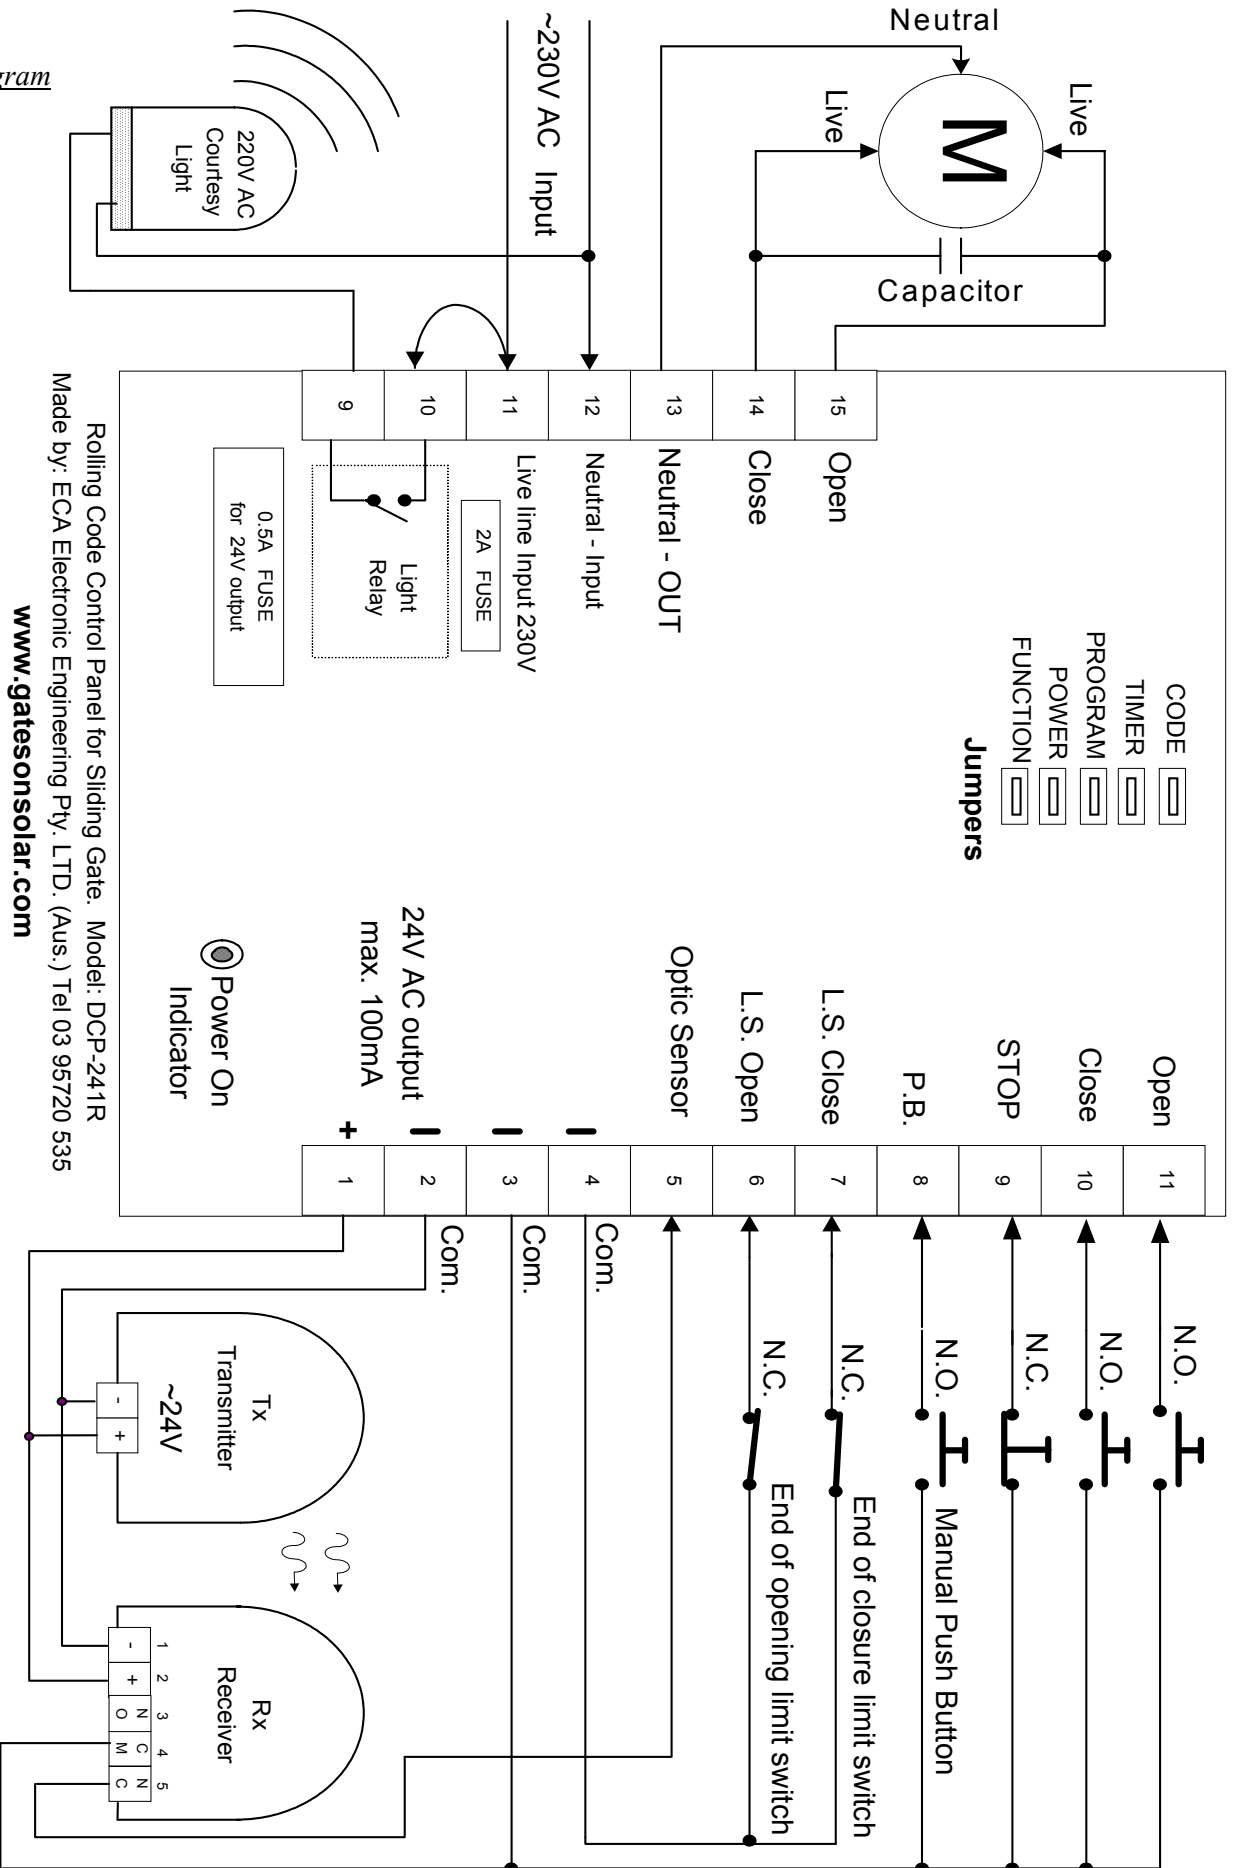 gram
Neutral
Live
Live
M
Capacitor
~230V AC Input
220V AC
Courtesy
Light
15
14
13
12
11
10
9
Open
Close
Neutral - OUT
Neutral - Input
Live line Input 230V
2A FUSE
Light
Relay
0.5A FUSE
for 24V output
CODE
TIMER
PROGRAM
POWER
FUNCTION
Jumpers
Open
Close
STOP
P.B.
L.S. Close
L.S. Open
Optic Sensor
24V AC output
max. 100mA
+
Power On
Indicator
11
10
9
8
7
6
5
4
3
2
1
Com.
Com.
Com.
N.O.
N.O.
N.C.
N.O.
N.C.
N.C.
Manual Push Button
End of closure limit switch
End of opening limit switch
Tx
Transmitter
~24V
- +
Rx
Receiver
1 2 3 4 5
- + N C N
O M C
Rolling Code Control Panel for Sliding Gate. Model: DCP-241R
Made by: ECA Electronic Engineering Pty. LTD. (Aus.) Tel 03 95720 535
www.gatesonsolar.com